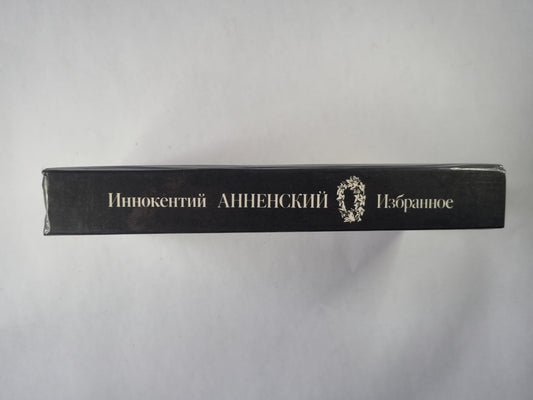 Иннокентий АННЕНСКИЙ Избранное